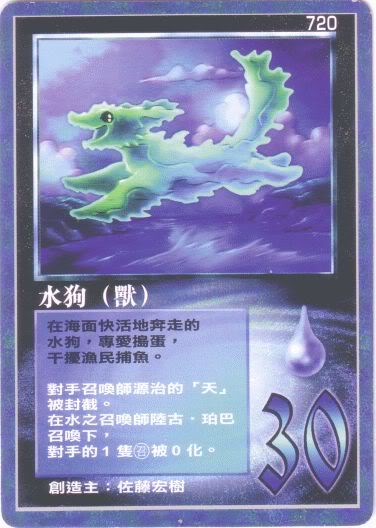 720
水狗（獸）
在海面快活地奔走的
水狗，專愛搗蛋，
干擾漁民捕魚。
對手召喚師源治的「天」
被封截。
在水之召喚師陸古・珀巴
召喚下，
對手的1隻㊁被0化。
30
創造主：佐藤宏樹